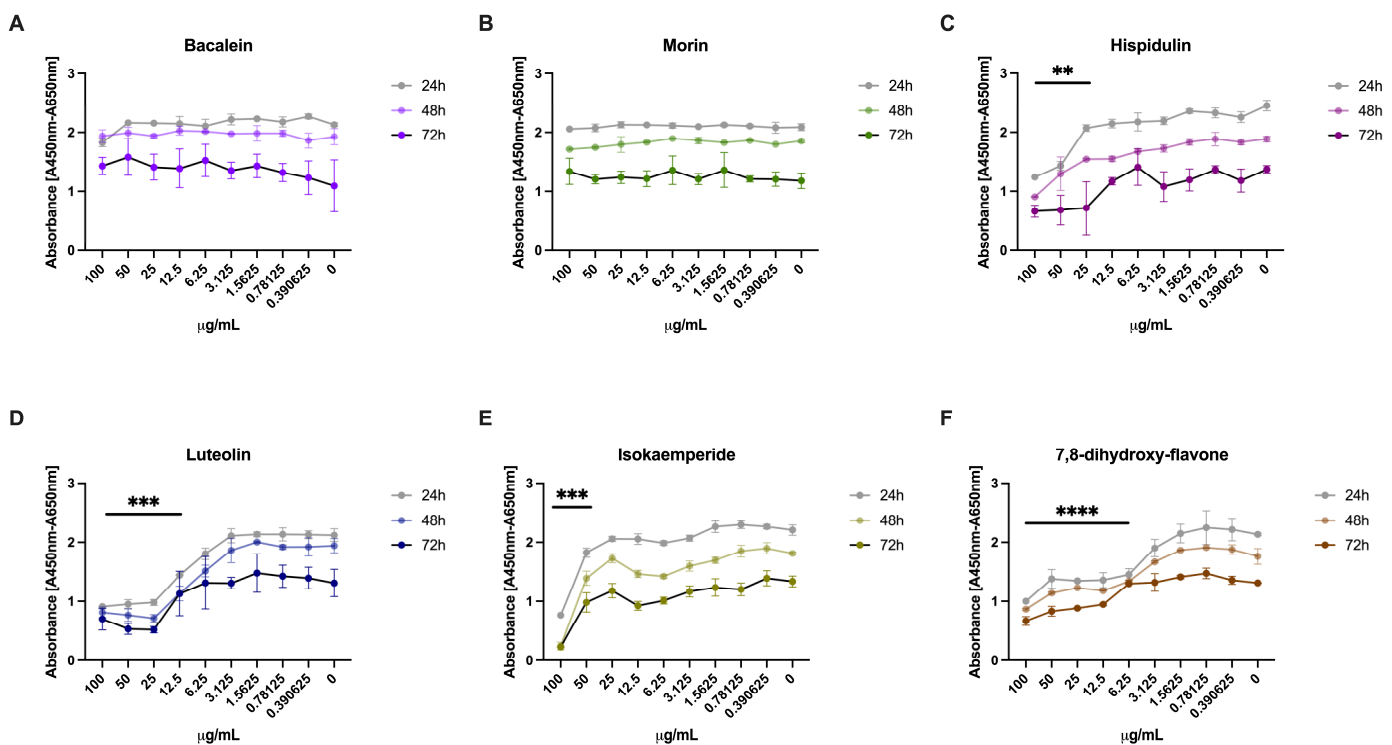 A
Bacalein
Absorbance [A450nm-A650nm]
3
2
1
0
100
50
25
12.5
6.25
3.125
1.5625
0.78125
0.390625
0
µg/mL
24h
48h
72h
B
Morin
Absorbance [A450nm-A650nm]
3
2
1
0
100
50
25
12.5
6.25
3.125
1.5625
0.78125
0.390625
0
µg/mL
24h
48h
72h
C
Hispidulin
Absorbance [A450nm-A650nm]
3
2
1
0
**
100
50
25
12.5
6.25
3.125
1.5625
0.78125
0.390625
0
µg/mL
24h
48h
72h
D
Luteolin
Absorbance [A450nm-A650nm]
3
2
1
0
***
100
50
25
12.5
6.25
3.125
1.5625
0.78125
0.390625
0
µg/mL
24h
48h
72h
E
Isokaemperide
Absorbance [A450nm-A650nm]
3
2
1
0
***
100
50
25
12.5
6.25
3.125
1.5625
0.78125
0.390625
0
µg/mL
24h
48h
72h
F
7,8-dihydroxy-flavone
Absorbance [A450nm-A650nm]
3
2
1
0
****
100
50
25
12.5
6.25
3.125
1.5625
0.78125
0.390625
0
µg/mL
24h
48h
72h